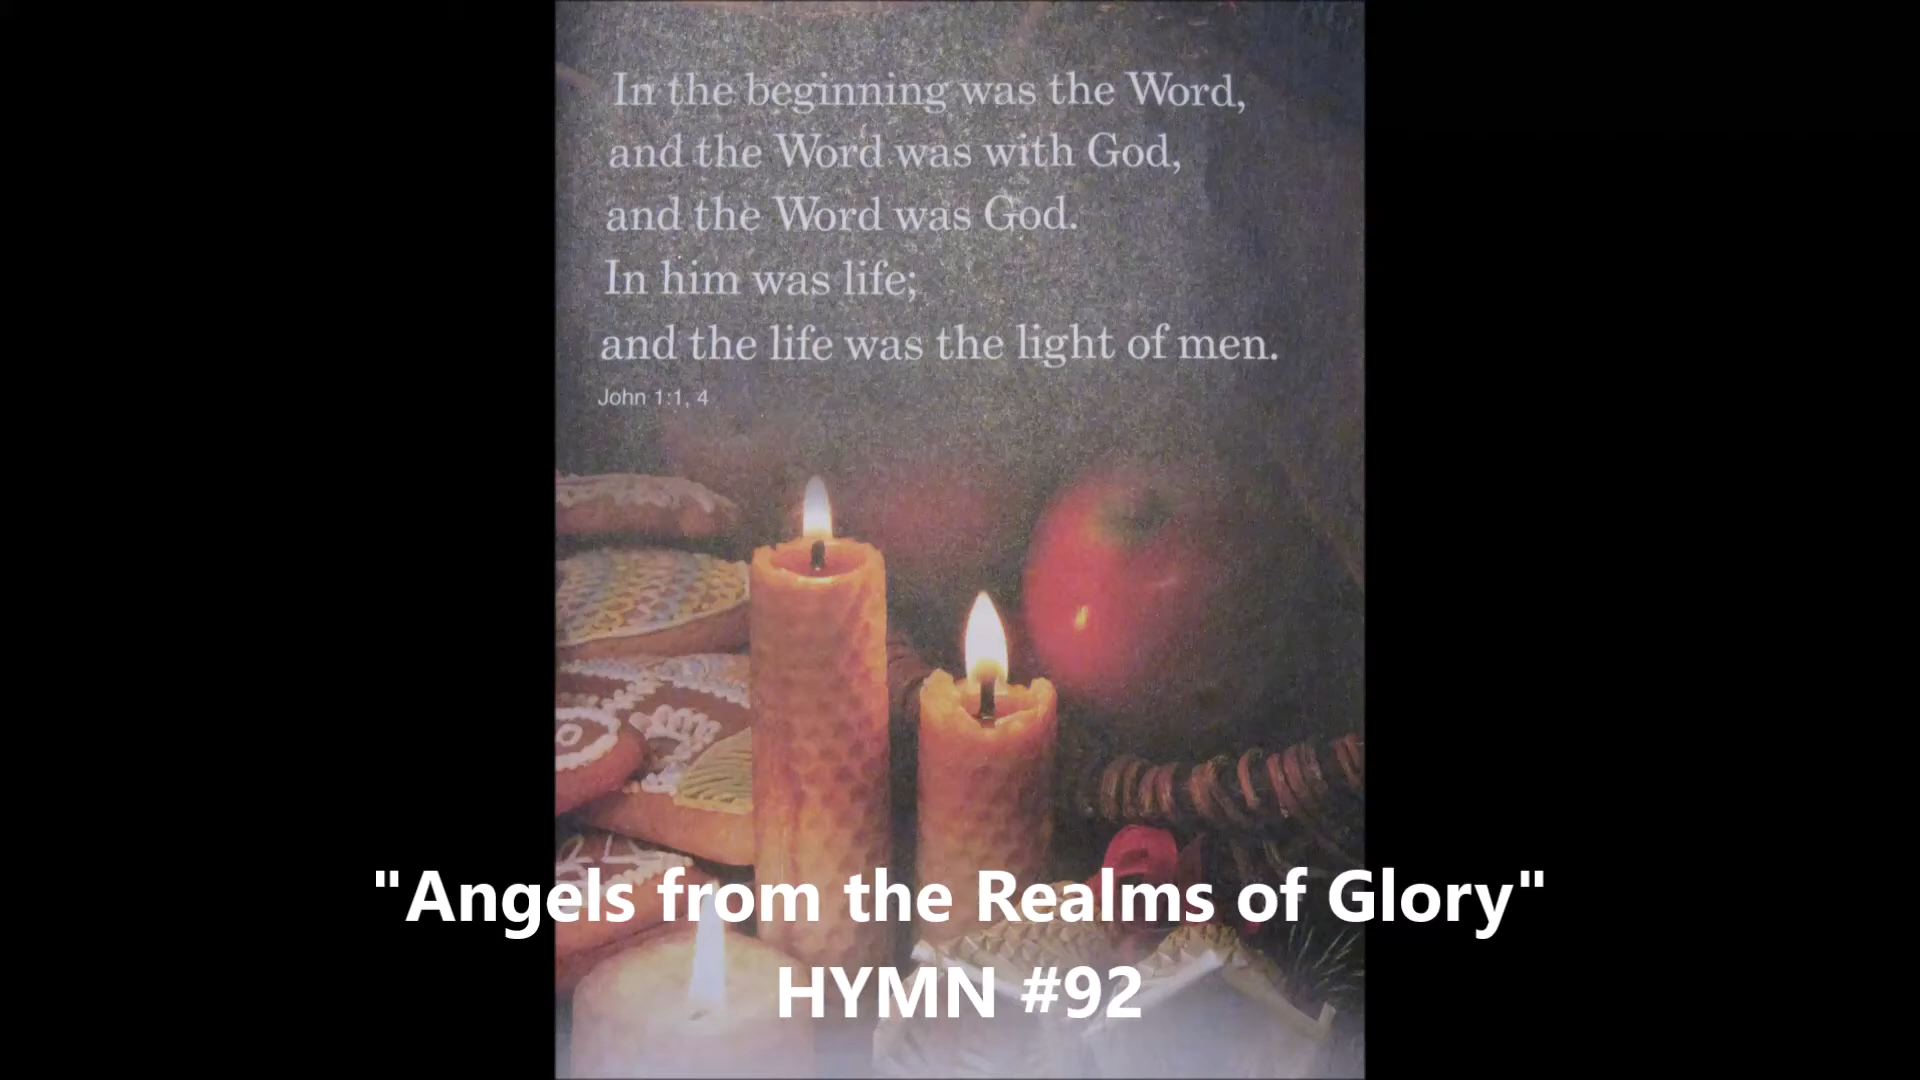 In the beginning was the Word,
and the Word was with God,
and the Word was God.
In him was life;
and the life was the light of men.
John 1:1, 4
"Angels from the Realms of Glory"
HYMN #92